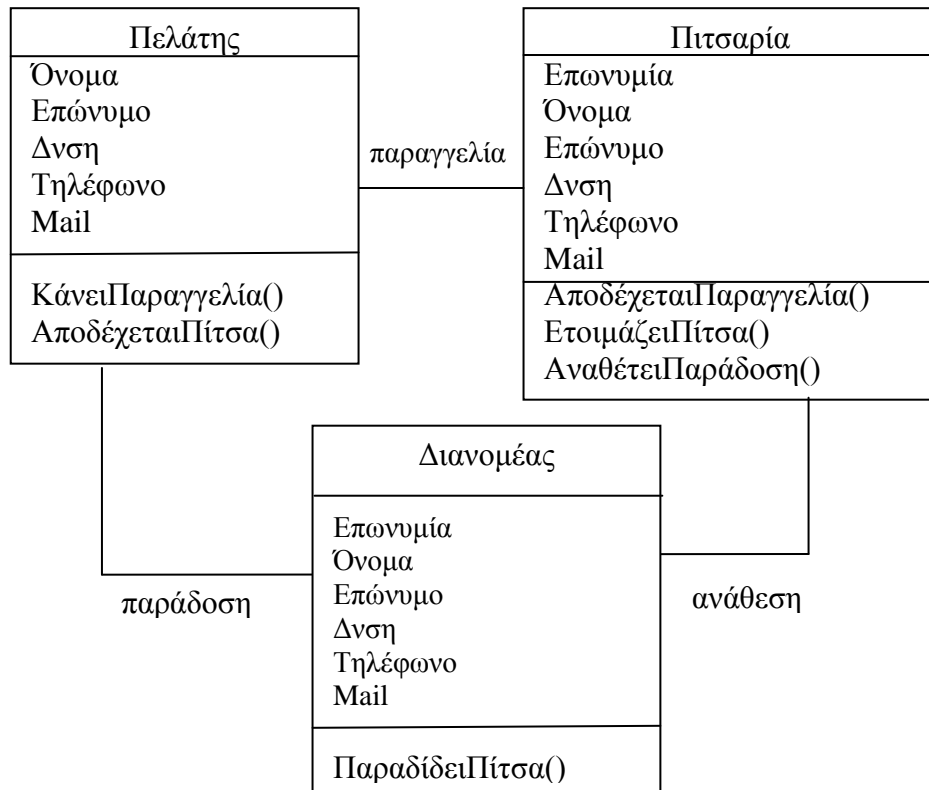 Πελάτης
Όνομα
Επώνυμο
Δνση
Τηλέφωνο
Mail
ΚάνειΠαραγγελία()
ΑποδέχεταιΠίτσα()
παραγγελία
Πιτσαρία
Επωνυμία
Όνομα
Επώνυμο
Δνση
Τηλέφωνο
Mail
ΑποδέχεταιΠαραγγελία()
ΕτοιμάζειΠίτσα()
ΑναθέτειΠαράδοση()
παράδοση
Διανομέας
Επωνυμία
Όνομα
Επώνυμο
Δνση
Τηλέφωνο
Mail
ΠαραδίδειΠίτσα()
ανάθεση